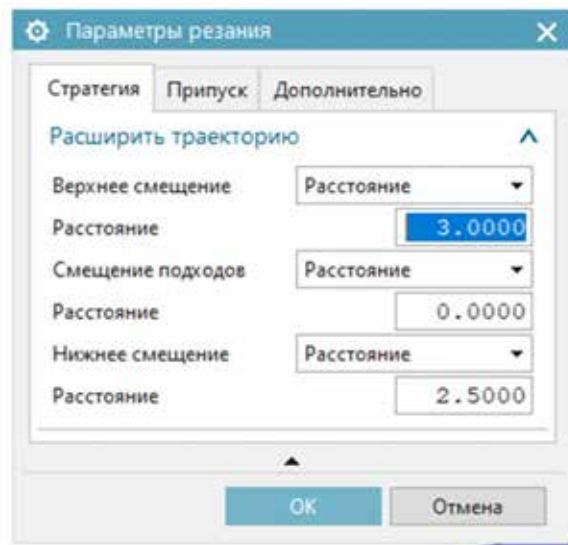 Параметры резания
Стратегия Припуск Дополнительно
Расширить траекторию
Верхнее смещение Расстояние
Расстояние 3.0000
Смещение подходов Расстояние
Расстояние 0.0000
Нижнее смещение Расстояние
Расстояние 2.5000
ОК Отмена